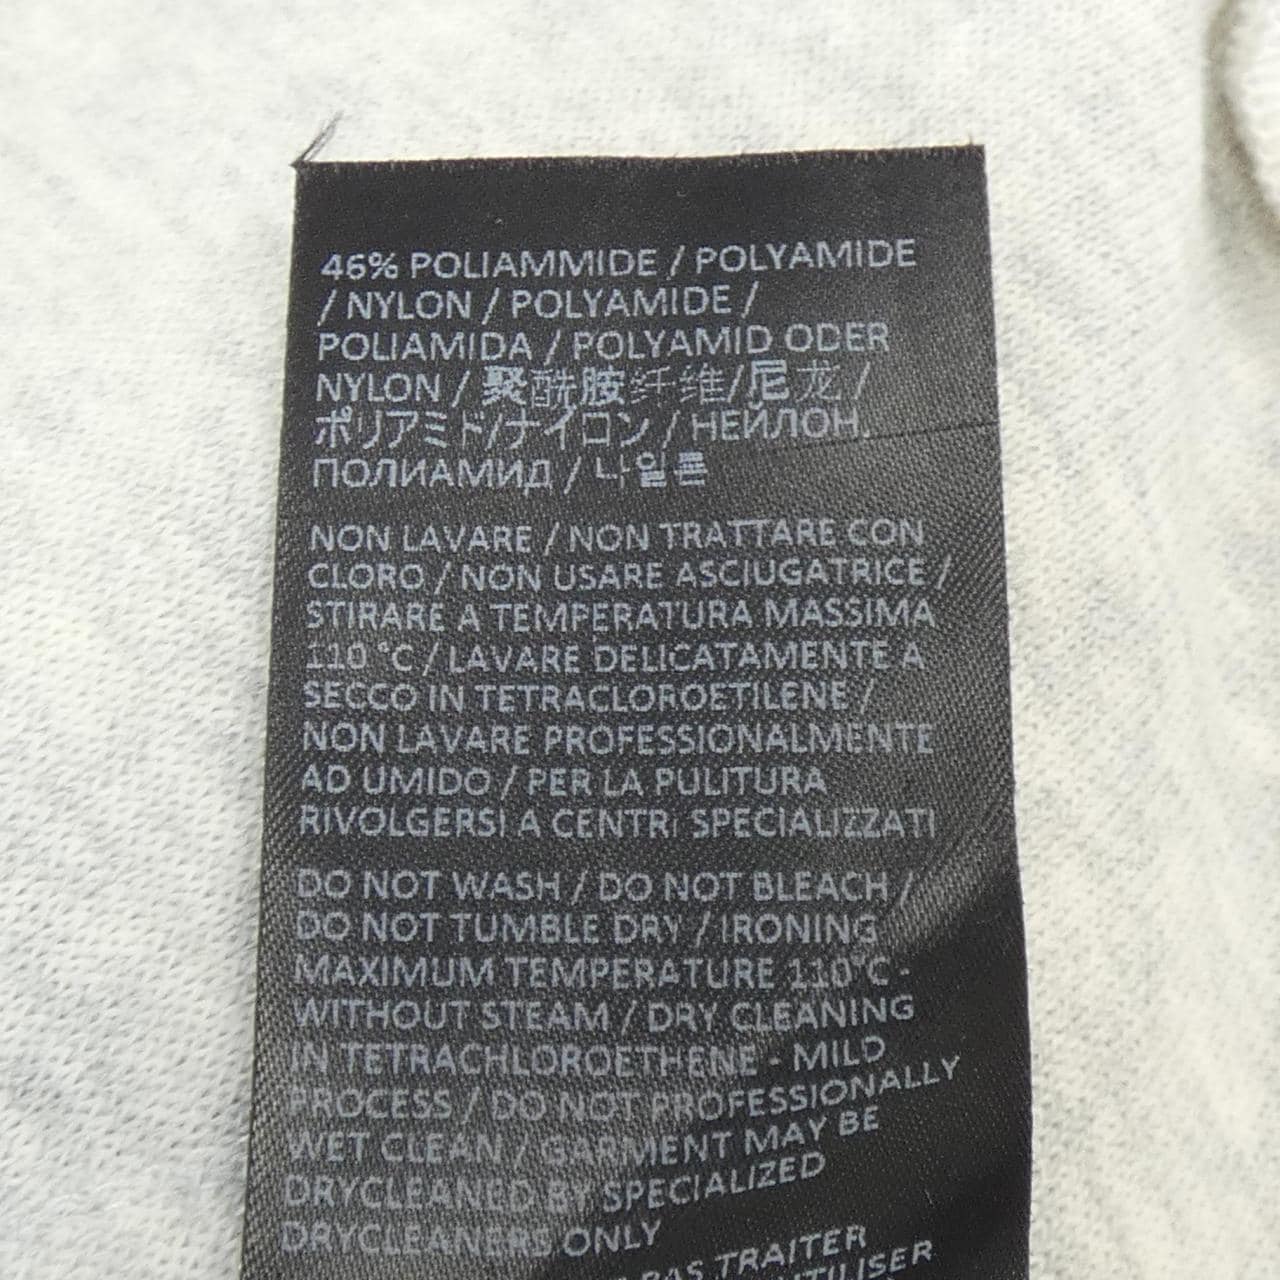 46% POLIAMMIDE / POLYAMIDE
/ NYLON / POLYAMIDE /
POLIAMIDA / POLYAMID ODER
NYLON / 聚酰胺纤维/尼龙 /
ポリアミド/ナイロン / НЕЙЛОН.
ПОЛИАМИД / 나일론
NON LAVARE / NON TRATTARE CON
CLORO / NON USARE ASCIUGATRICE /
STIRARE A TEMPERATURA MASSIMA
110 °C / LAVARE DELICATAMENTE A
SECCO IN TETRACLOROETILENE /
NON LAVARE PROFESSIONALMENTE
AD UMIDO / PER LA PULITURA
RIVOLGERSI A CENTRI SPECIALIZZATI
DO NOT WASH / DO NOT BLEACH /
DO NOT TUMBLE DRY / IRONING
MAXIMUM TEMPERATURE 110°C -
WITHOUT STEAM / DRY CLEANING
IN TETRACHLOROETHENE - MILD
PROCESS / DO NOT PROFESSIONALLY
WET CLEAN / GARMENT MAY BE
DRYCLEANED BY SPECIALIZED
DRYCLEANERS ONLY
PAS TRAITER
UTILISER